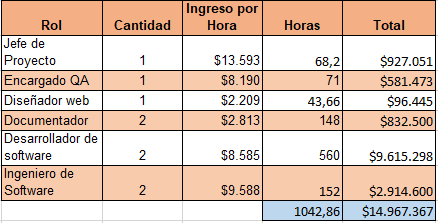 Rol Cantidad Ingreso por Hora Horas Total
Jefe de Proyecto 1 $13.593 68,2 $927.051
Encargado QA 1 $8.190 71 $581.473
Diseñador web 1 $2.209 43,66 $96.445
Documentador 2 $2.813 148 $832.500
Desarrollador de software 2 $8.585 560 $9.615.298
Ingeniero de Software 2 $9.588 152 $2.914.600
1042,86 $14.967.367